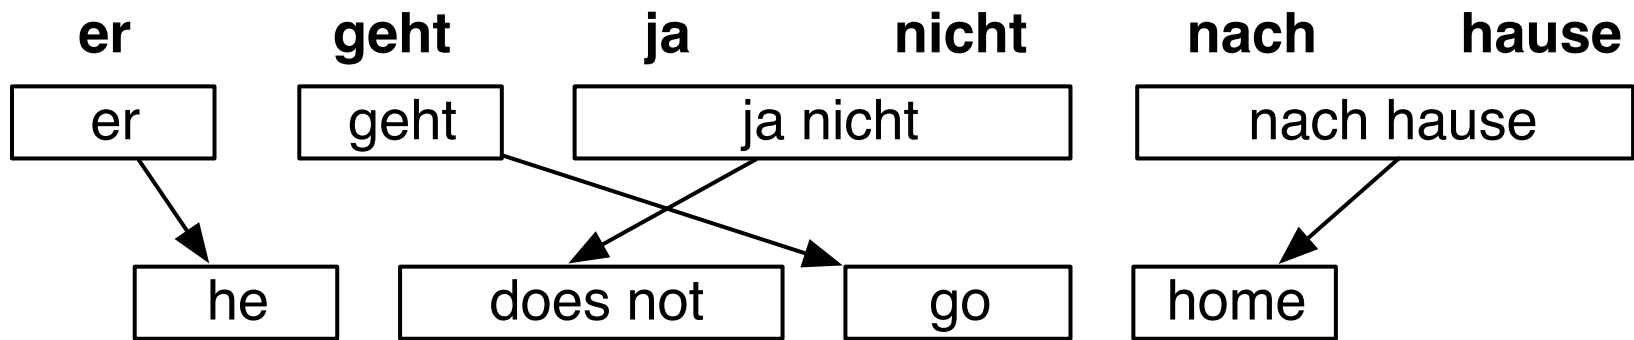 er geht ja nicht nach hause
er geht ja nicht nach hause
he does not go home